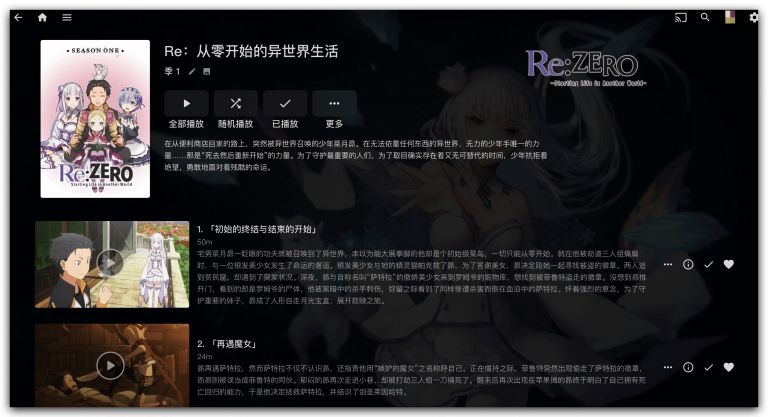 • SEASON ONE •
Re:ZERO
Starting Life in Another World
Re：从零开始的异世界生活
季 1
全部播放 随机播放 已播放 更多
在从便利商店回家的路上，突然被异世界召唤的少年菜月昴。在无法依靠任何东西的异世界，无力的少年手唯一的力
量……那是“死去然后重新开始”的力量。为了守护最重要的人们、为了取回确实存在着又无可替代的时间，少年抗拒着
绝望，勇敢地面对着残酷的命运。
Re:ZERO
-Starting Life in Another World-
1. 「初始的终结与结束的开始」
50m
宅男菜月昴一眨眼的功夫就被召唤到了异世界，本以为能大展拳脚的他却是个初始级菜鸟，一切只能从零开始。就在他被劫道三人组痛扁
时，与一位银发美少女发生了命运的邂逅。银发美少女与她的精灵猫帕克救了昴，为了答谢美女，昴决定陪她一起寻找被盗的徽章。两人追
到贫民窟，却遇到了突发状况。深夜，昴与自称名叫“萨特拉”的傲娇美少女来到罗姆爷的赃物库，想找到被菲鲁特盗走的徽章。没想到昴推
开门，看到的却是罗姆爷的尸体，他被黑暗中的杀手刺伤，弥留之际看到了同样惨遭杀害而倒在血泊中的萨特拉。怀着强烈的意念，为了守
护重要的妹子，昴成了人形自走月光宝盒，展开救赎之旅。
2. 「再遇魔女」
24m
昴再遇萨特拉，然而萨特拉不仅不认识昴，还指责他用“嫉妒的魔女”之名称呼自己。正在僵持之际，菲鲁特突然出现偷走了萨特拉的徽章，
而昴则被误当成菲鲁特的同伙。郁闷的昴再次走进小巷，却被打劫三人组一刀捅死了。醒来后再次出现在苹果摊的昴终于明白了自己拥有死
亡回归的能力，于是他决定拯救萨特拉，并结识了剑圣莱因哈特。